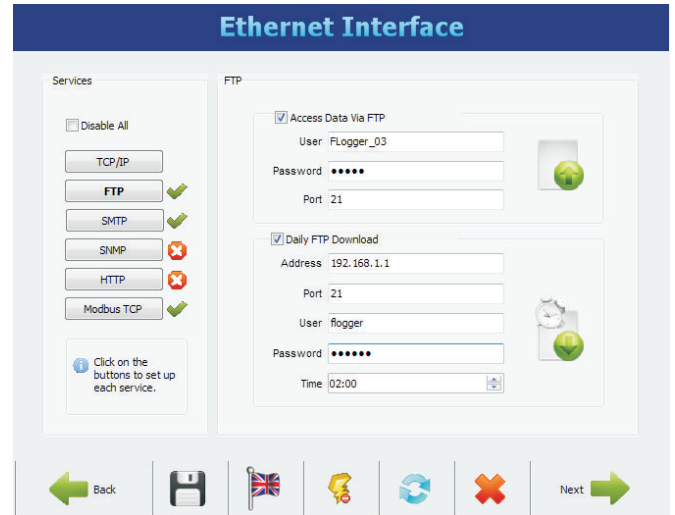 Ethernet Interface
Services
Disable All
TCP/IP
FTP
SMTP
SNMP
HTTP
Modbus TCP
Click on the
buttons to set up
each service.
FTP
Access Data Via FTP
User FLogger_03
Password •••••
Port 21
Daily FTP Download
Address 192.168.1.1
Port 21
User flogger
Password ••••••
Time 02:00
Back
Next